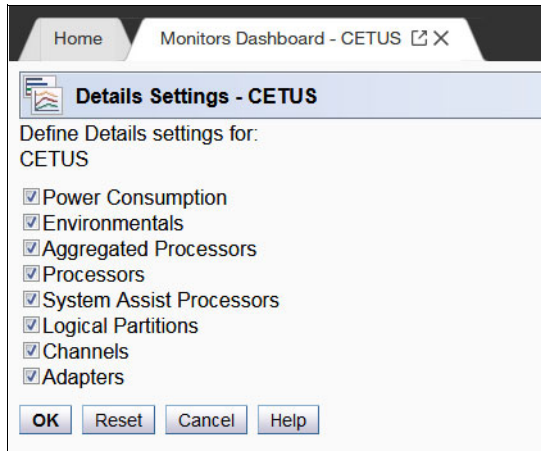 Home
Monitors Dashboard - CETUS
Details Settings - CETUS
Define Details settings for:
CETUS
Power Consumption
Environmentals
Aggregated Processors
Processors
System Assist Processors
Logical Partitions
Channels
Adapters
OK Reset Cancel Help